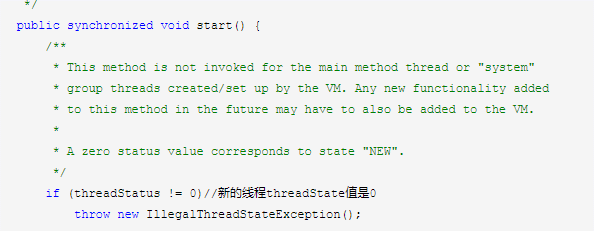 */
public synchronized void start() {
/**
* This method is not invoked for the main method thread or "system"
* group threads created/set up by the VM. Any new functionality added
* to this method in the future may have to also be added to the VM.
*
* A zero status value corresponds to state "NEW".
*/
if (threadStatus != 0)//新的线程threadState值是0
throw new IllegalThreadStateException();